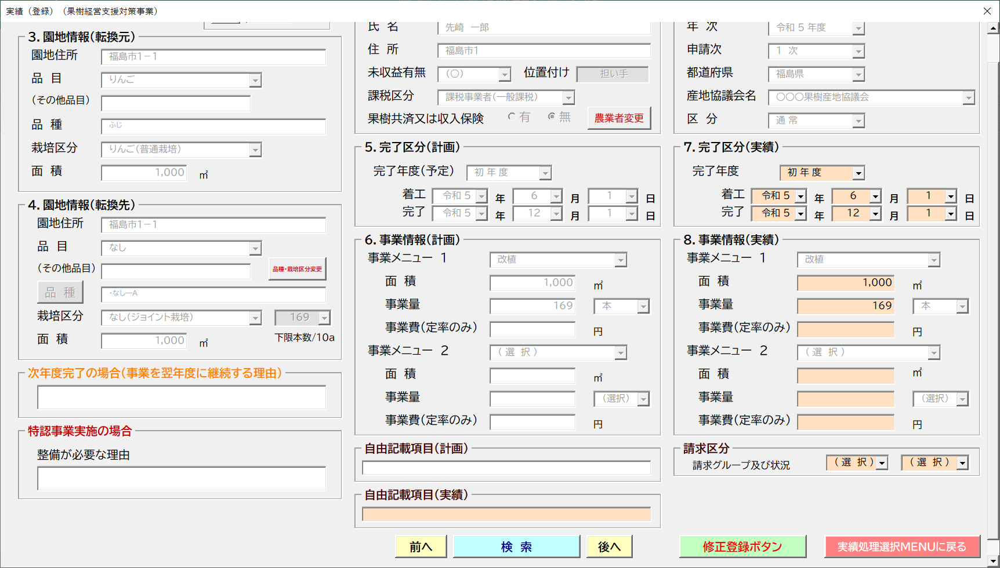 実績（登録）（果樹経営支援対策事業）
3．園地情報（転換元）
園地住所 福島市１－１
品 目 りんご
（その他品目）
品 種 ふじ
栽培区分 りんご（普通栽培）
面 積 1,000 ㎡
4．園地情報（転換先）
園地住所 福島市１－１
品 目 なし
（その他品目） 品種・栽培区分変更
品 種 ・なし―A
栽培区分 なし（ジョイント栽培） 169
面 積 1,000 ㎡ 下限本数/10a
次年度完了の場合（事業を翌年度に継続する理由）
特認事業実施の場合
整備が必要な理由
氏 名 先崎 一郎
住 所 福島市1
未収益有無 （〇） 位置付け 担い手
課税区分 課税事業者（一般課税）
果樹共済又は収入保険 有 無 農業者変更
5．完了区分（計画）
完了年度（予定） 初 年 度
着工 令和 5 年 6 月 1 日
完了 令和 5 年 12 月 1 日
6．事業情報（計画）
事業メニュー 1 改植
面 積 1,000 ㎡
事業量 169 本
事業費（定率のみ） 円
事業メニュー 2 （ 選 択 ）
面 積 ㎡
事業量 （選択）
事業費（定率のみ） 円
自由記載項目（計画）
自由記載項目（実績）
年 次 令和 5 年度
申請次 1 次
都道府県 福島県
産地協議会名 〇〇〇果樹産地協議会
区 分 通 常
7．完了区分（実績）
完了年度 初 年 度
着工 令和 5 年 6 月 1 日
完了 令和 5 年 12 月 1 日
8．事業情報（実績）
事業メニュー 1 改植
面 積 1,000 ㎡
事業量 169 本
事業費（定率のみ） 円
事業メニュー 2 （ 選 択 ）
面 積 ㎡
事業量 （選択）
事業費（定率のみ） 円
請求区分
請求グループ及び状況 （ 選 択 ） （ 選 択 ）
前へ 検 索 後へ 修正登録ボタン 実績処理選択MENUに戻る